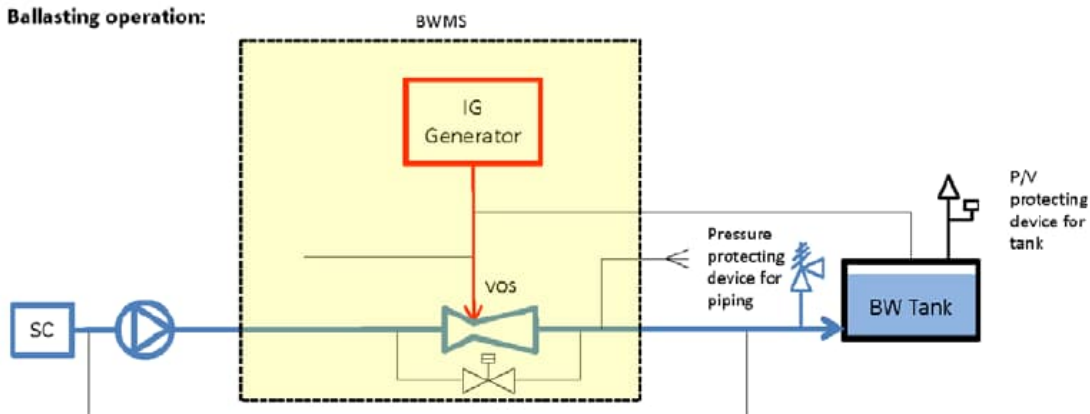 Ballasting operation:
BWMS
IG
Generator
P/V
protecting
device for
tank
Pressure
protecting
device for
piping
VOS
SC
BW Tank